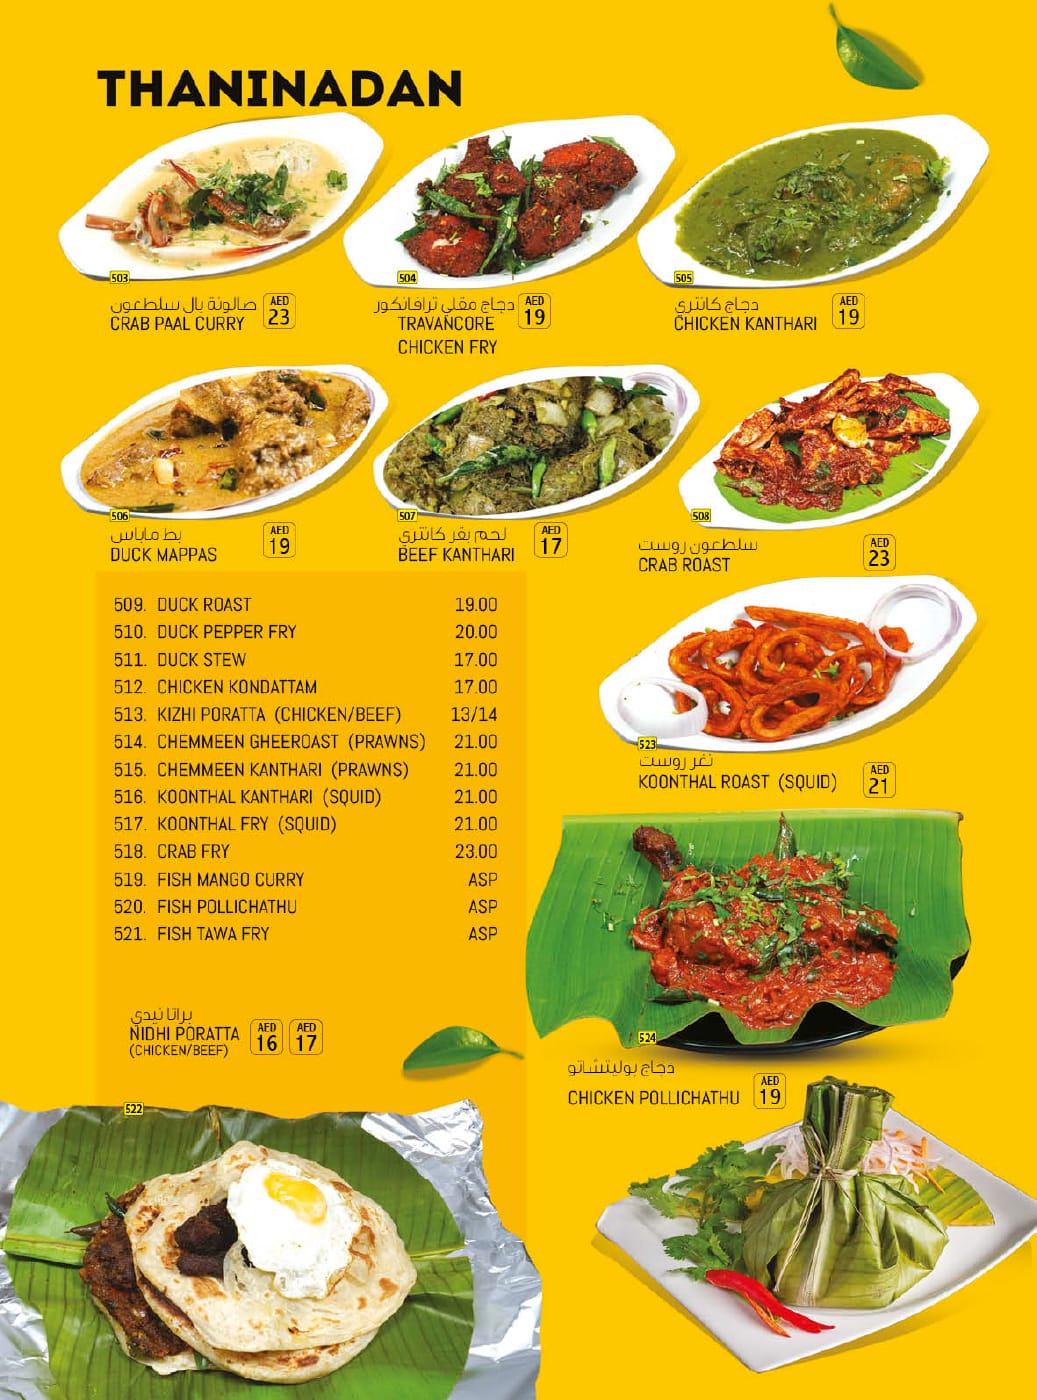 THANINADAN
503
صالونة بال سلطعون
CRAB PAAL CURRY
AED
23
504
دجاج مقلي ترافانكور
TRAVANCORE
CHICKEN FRY
AED
19
505
دجاج كانتري
CHICKEN KANTHARI
AED
19
506
بط ماباس
DUCK MAPPAS
AED
19
507
لحم بقر كانتري
BEEF KANTHARI
AED
17
508
سلطعون روست
CRAB ROAST
AED
23
509. DUCK ROAST 19.00
510. DUCK PEPPER FRY 20.00
511. DUCK STEW 17.00
512. CHICKEN KONDATTAM 17.00
513. KIZHI PORATTA (CHICKEN/BEEF) 13/14
514. CHEMMEEN GHEEROAST (PRAWNS) 21.00
515. CHEMMEEN KANTHARI (PRAWNS) 21.00
516. KOONTHAL KANTHARI (SQUID) 21.00
517. KOONTHAL FRY (SQUID) 21.00
518. CRAB FRY 23.00
519. FISH MANGO CURRY ASP
520. FISH POLLICHATHU ASP
521. FISH TAWA FRY ASP
523
نغر روست
KOONTHAL ROAST (SQUID)
AED
21
براتا نيدي
NIDHI PORATTA
(CHICKEN/BEEF)
AED
16
AED
17
522
524
دجاج بوليتشاتو
CHICKEN POLLICHATHU
AED
19